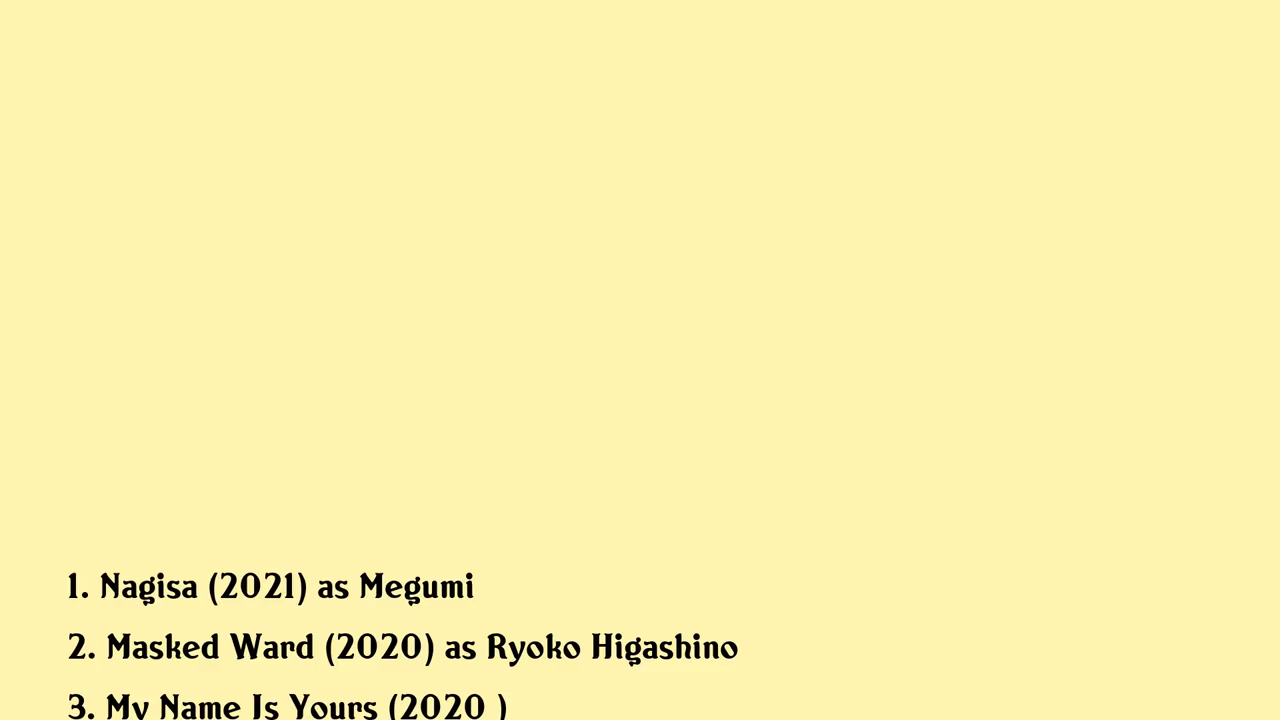 1. Nagisa (2021) as Megumi
2. Masked Ward (2020) as Ryoko Higashino
3. My Name Is Yours (2020 )